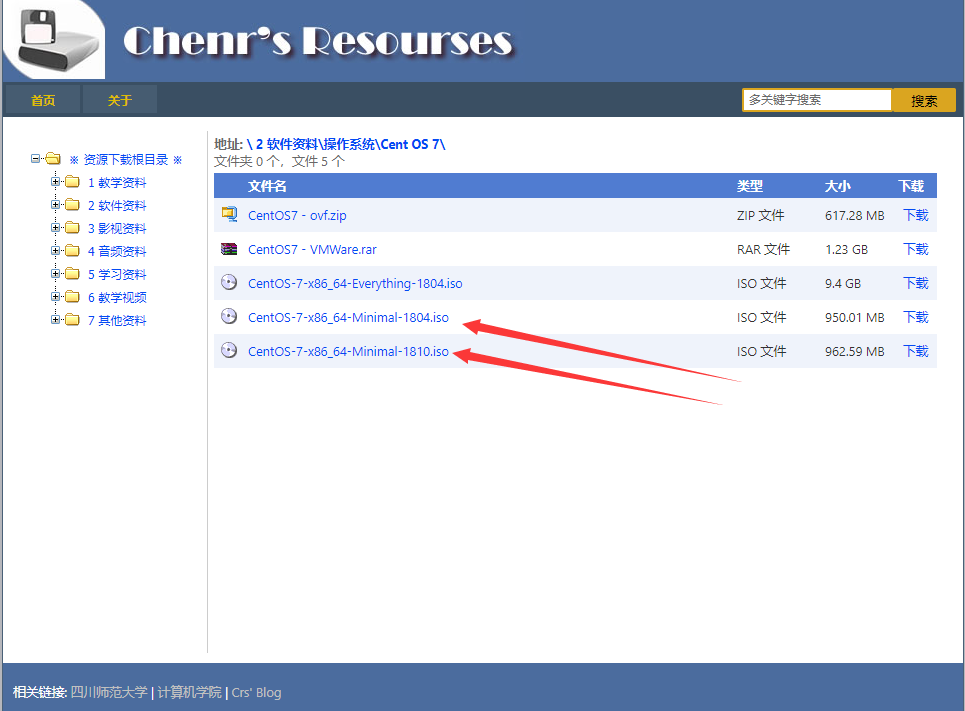 Chenr's Resourses
首页 关于 多关键字搜索 搜索
※ 资源下载根目录 ※
1 教学资料
2 软件资料
3 影视资料
4 音频资料
5 学习资料
6 教学视频
7 其他资料
地址: \ 2 软件资料\操作系统\Cent OS 7\
文件夹 0 个，文件 5 个
文件名 类型 大小 下载
CentOS7 - ovf.zip ZIP 文件 617.28 MB 下载
CentOS7 - VMWare.rar RAR 文件 1.23 GB 下载
CentOS-7-x86_64-Everything-1804.iso ISO 文件 9.4 GB 下载
CentOS-7-x86_64-Minimal-1804.iso ISO 文件 950.01 MB 下载
CentOS-7-x86_64-Minimal-1810.iso ISO 文件 962.59 MB 下载
相关链接: 四川师范大学 | 计算机学院 | Crs' Blog